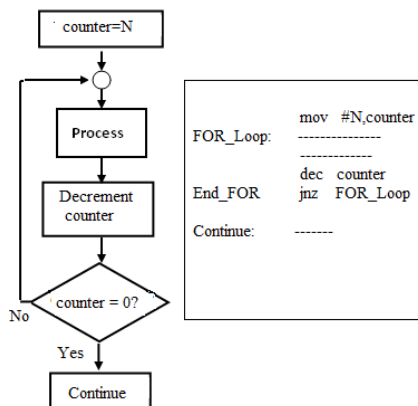 counter=N
Process
Decrement
counter
counter = 0?
No
Yes
Continue
mov #N,counter
FOR_Loop: ---------------
-------------
dec counter
End_FOR jnz FOR_Loop
Continue: -------